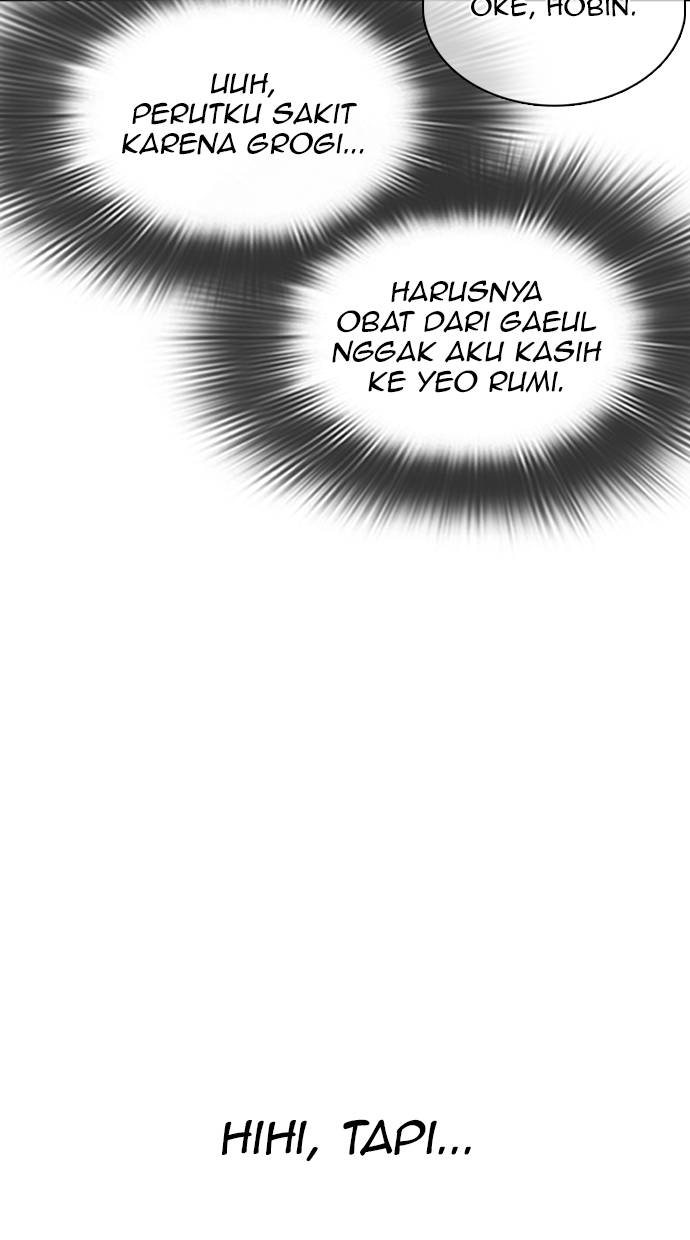 OKE, HOBIN.
UUH,
PERUTKU SAKIT
KARENA GROGI...
HARUSNYA
OBAT DARI GAEUL
NGGAK AKU KASIH
KE YEO RUMI.
HIHI, TAPI...